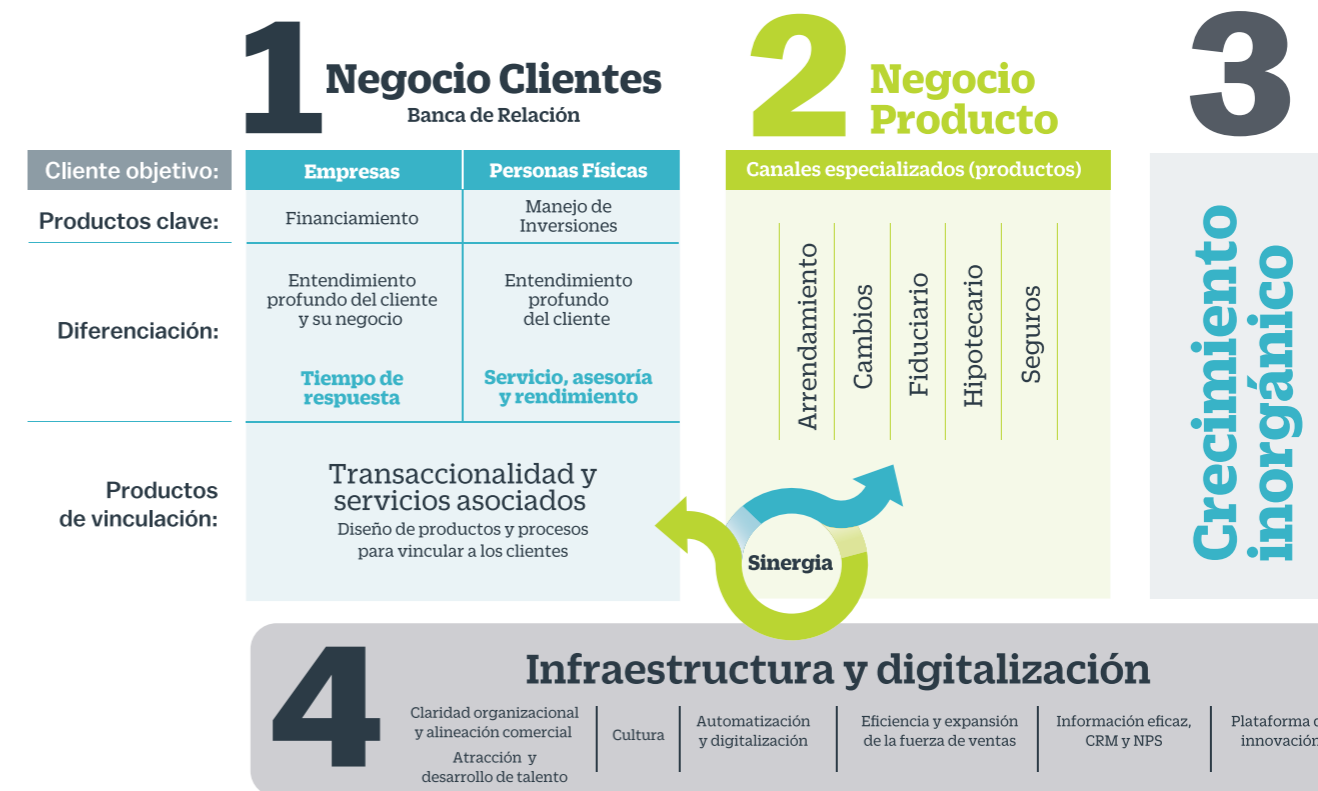 1
Negocio Clientes
Banca de Relación
2
Negocio
Producto
3
Cliente objetivo:
Empresas
Personas Físicas
Canales especializados (productos)
Productos clave:
Financiamiento
Manejo de
Inversiones
Diferenciación:
Entendimiento
profundo del cliente
y su negocio
Entendimiento
profundo
del cliente
Tiempo de
respuesta
Servicio, asesoría
y rendimiento
Arrendamiento
Cambios
Fiduciario
Hipotecario
Seguros
Crecimiento
inorgánico
Productos
de vinculación:
Transaccionalidad y
servicios asociados
Diseño de productos y procesos
para vincular a los clientes
Sinergia
4
Infraestructura y digitalización
Claridad organizacional
y alineación comercial
Atracción y
desarrollo de talento
Cultura
Automatización
y digitalización
Eficiencia y expansión
de la fuerza de ventas
Información eficaz,
CRM y NPS
Plataforma
innovación